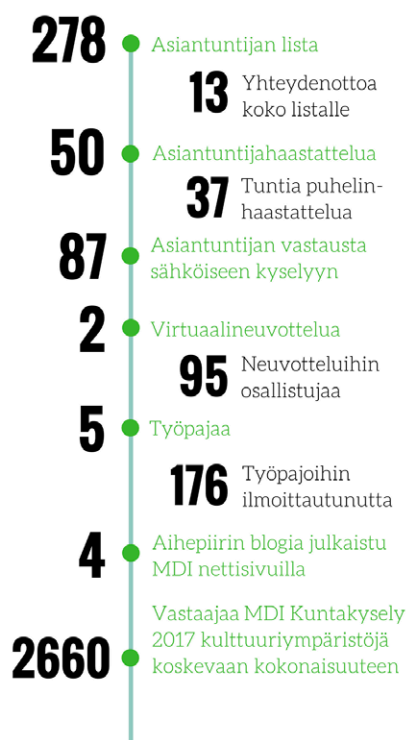 278 Asiantuntijan lista
13 Yhteydenottoa
koko listalle
50 Asiantuntijahaastattelua
37 Tuntia puhelin-
haastattelua
87 Asiantuntijan vastausta
sähköiseen kyselyyn
2 Virtuaalineuvottelua
95 Neuvotteluihin
osallistujaa
5 Työpajaa
176 Työpajoihin
ilmoittautunutta
4 Aihepiirin blogia julkaistu
MDI nettisivuilla
Vastaajaa MDI Kuntakysely
2017 kulttuuriympäristöjä
2660 koskevaan kokonaisuuteen